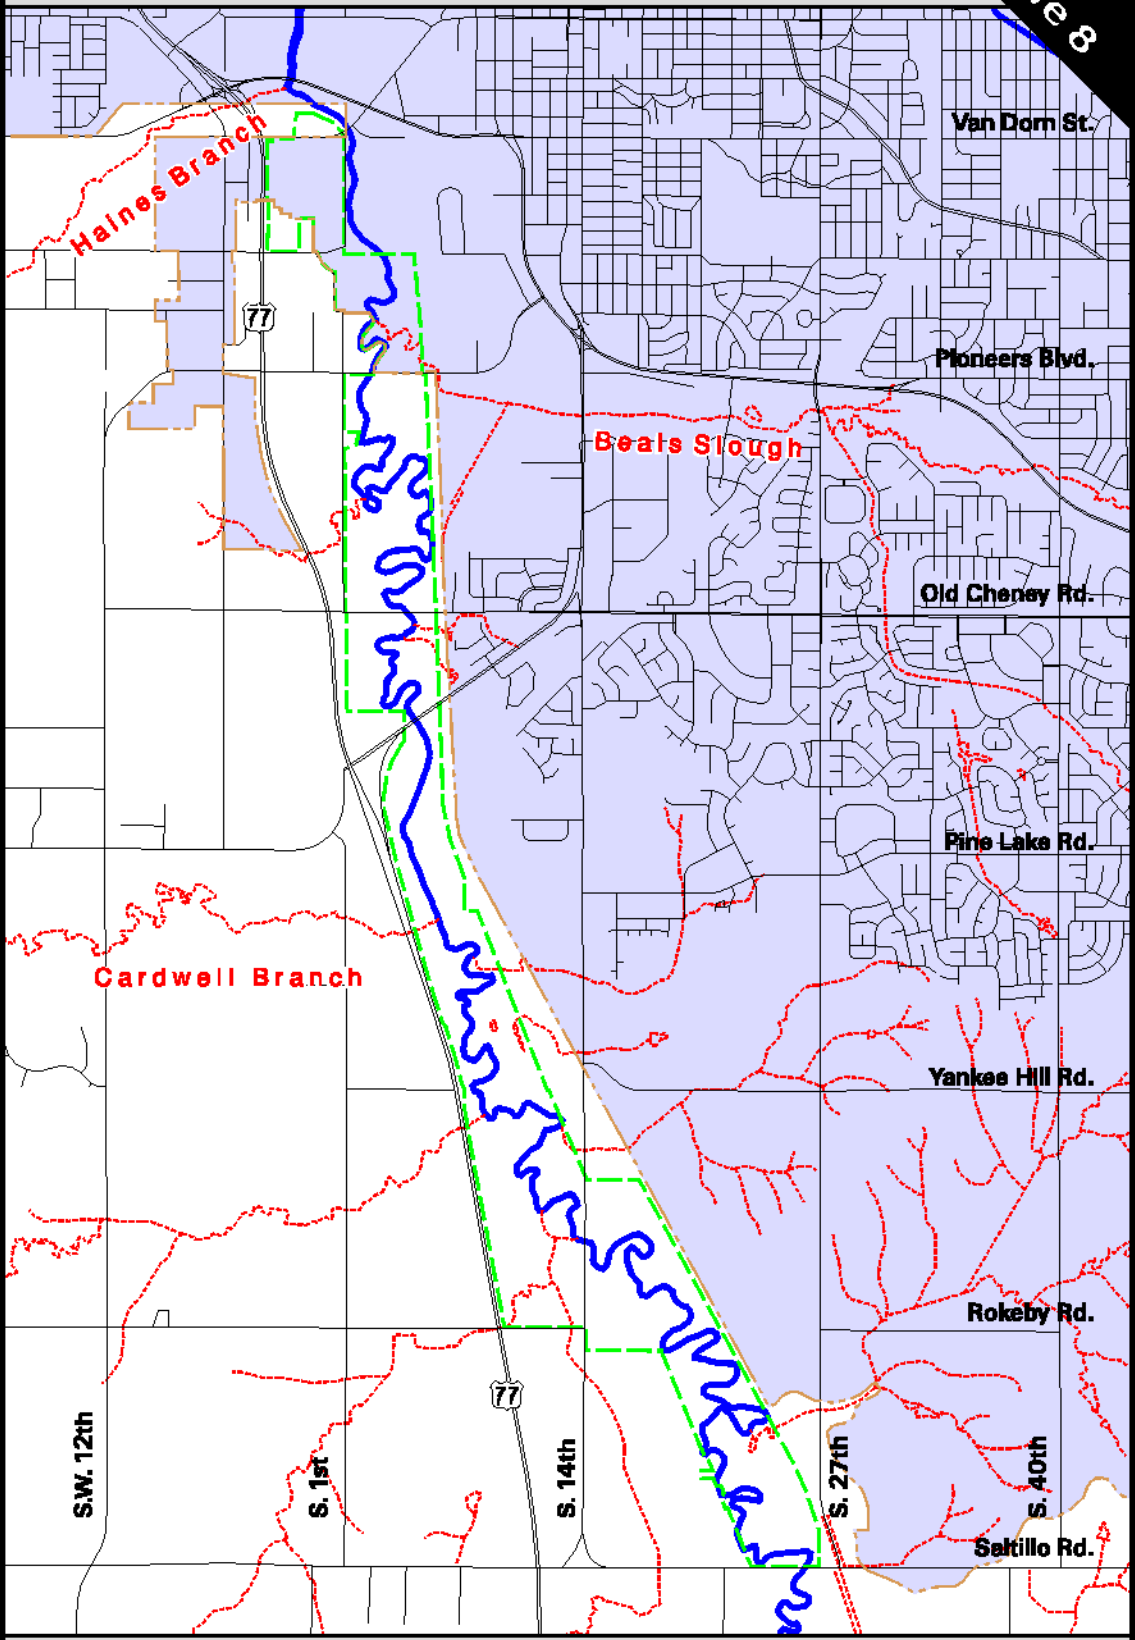 e 8
Van Dorn St.
Haines Branch
77
Pioneers Blvd.
Beals Slough
Old Cheney Rd.
Pine Lake Rd.
Cardwell Branch
Yankee Hill Rd.
Rokeby Rd.
77
S.W. 12th
S. 1st
S. 14th
S. 27th
S. 40th
Saltillo Rd.